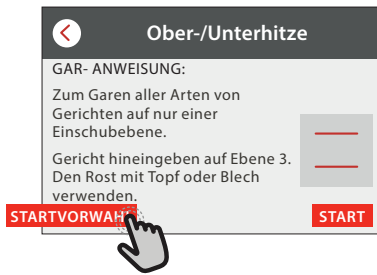 Ober-/Unterhitze
GAR- ANWEISUNG:
Zum Garen aller Arten von
Gerichten auf nur einer
Einschubebene.
Gericht hineingeben auf Ebene 3.
Den Rost mit Topf oder Blech
verwenden.
STARTVORWAHL
START